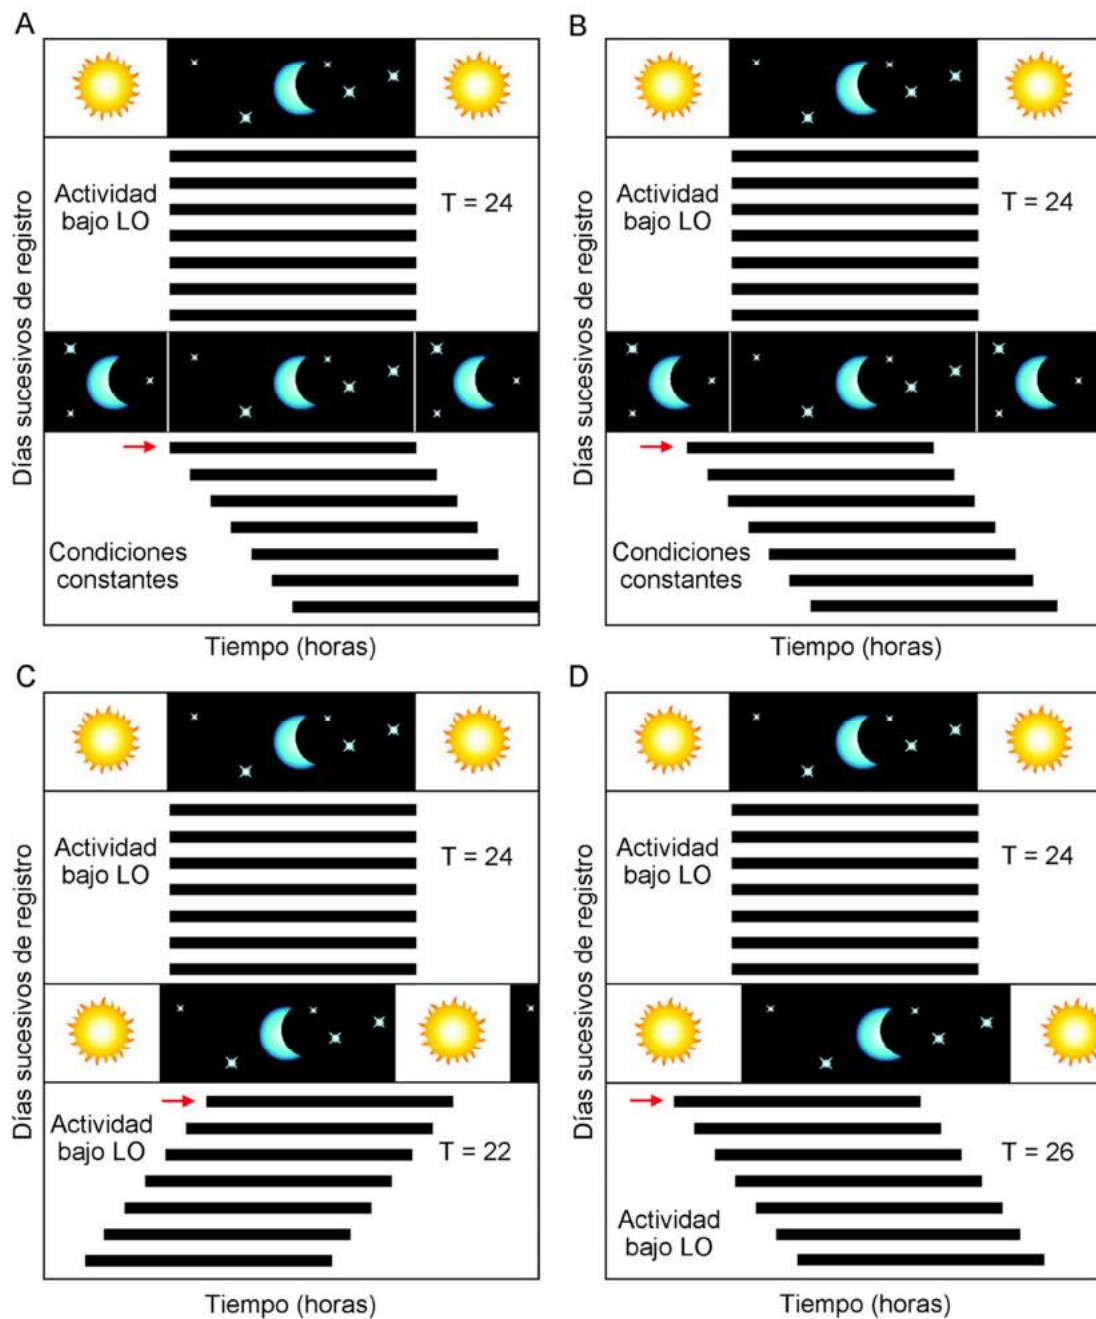 A
Días sucesivos de registro
Actividad
bajo LO
T = 24
Condiciones
constantes
Tiempo (horas)
B
Días sucesivos de registro
Actividad
bajo LO
T = 24
Condiciones
constantes
Tiempo (horas)
C
Días sucesivos de registro
Actividad
bajo LO
T = 24
Actividad
bajo LO
T = 22
Tiempo (horas)
D
Días sucesivos de registro
Actividad
bajo LO
T = 24
T = 26
Actividad
bajo LO
Tiempo (horas)